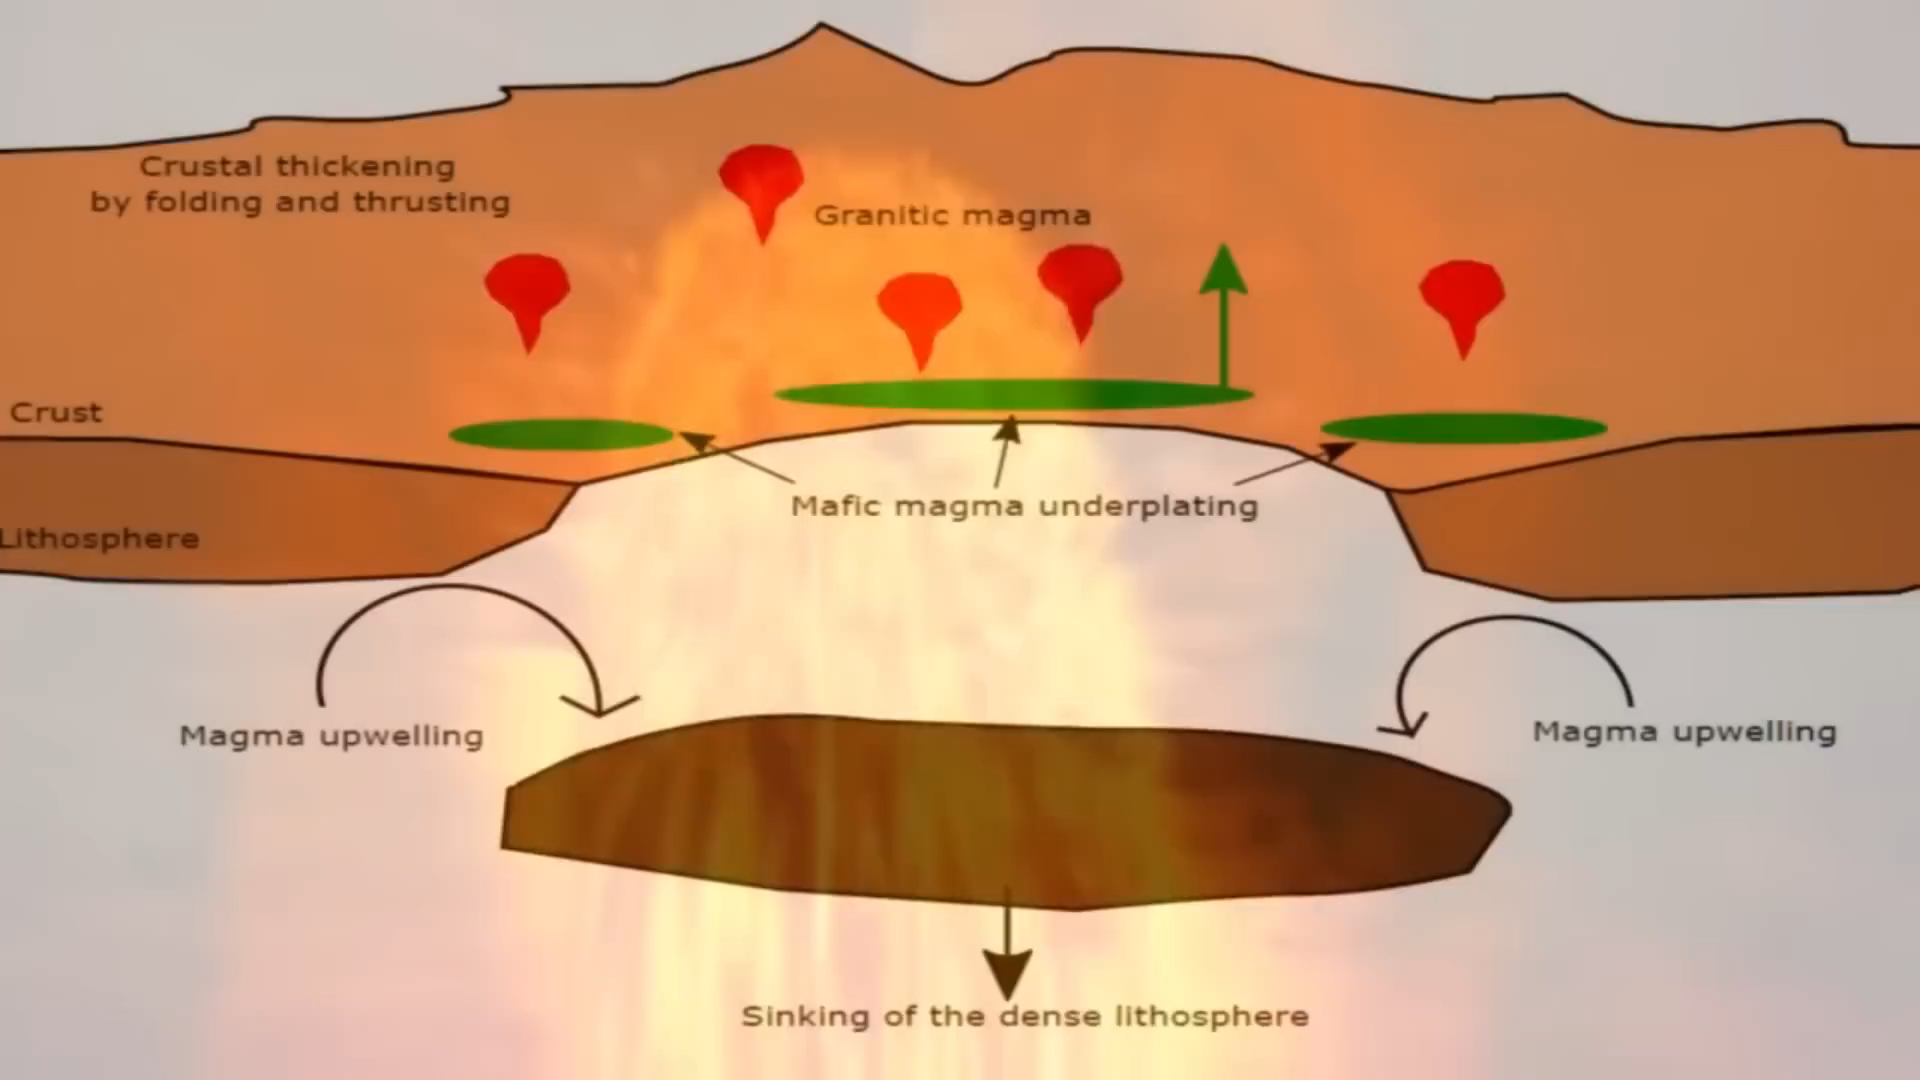 Crustal thickening
by folding and thrusting
Granitic magma
Crust
Mafic magma underplating
Lithosphere
Magma upwelling
Magma upwelling
Sinking of the dense lithosphere